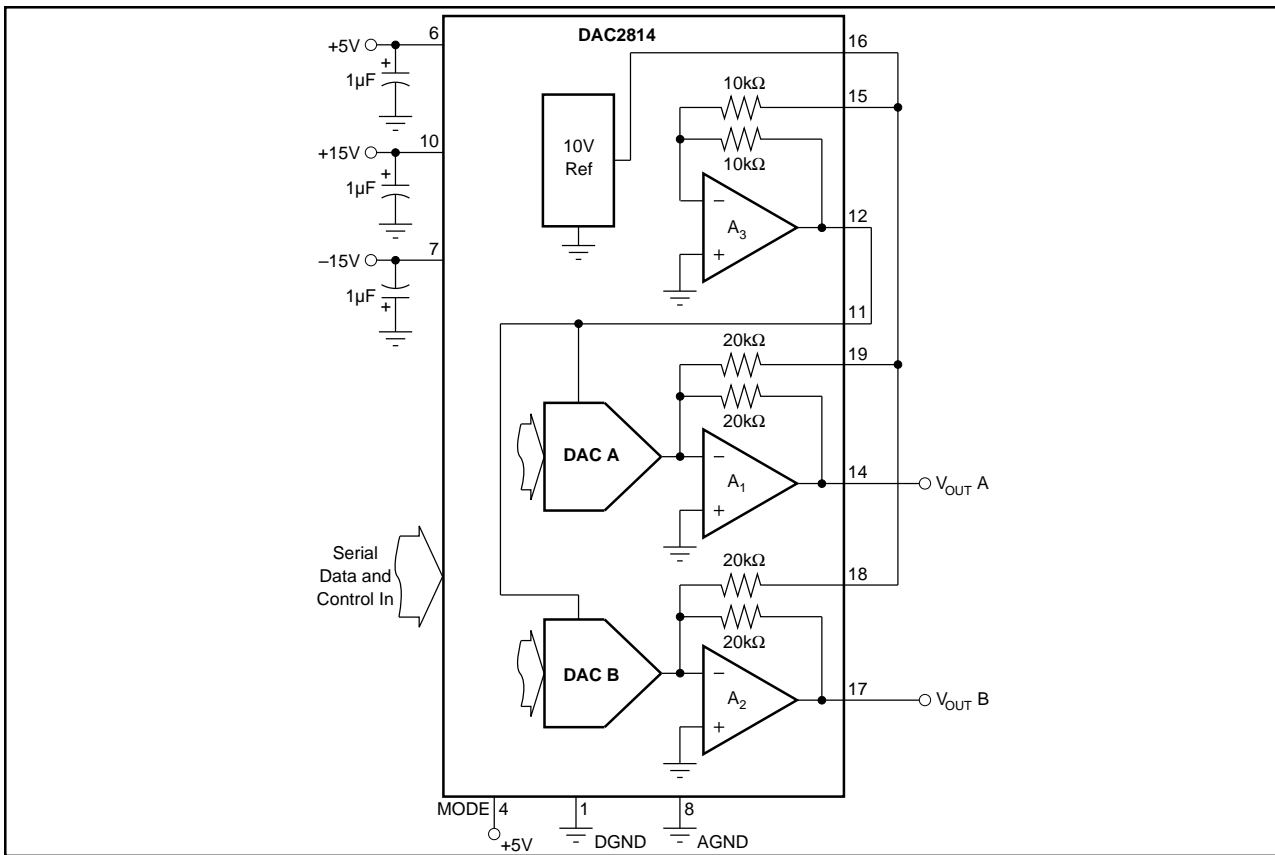 DAC2814
+5V
6
+
1µF
+15V
10
+
1µF
–15V
7
1µF
+
10V
Ref
16
10kΩ
15
10kΩ
–
A3
+
12
11
20kΩ
19
20kΩ
DAC A
–
A1
+
14
VOUT A
Serial
Data and
Control In
20kΩ
18
20kΩ
DAC B
–
A2
+
17
VOUT B
MODE 4
+5V
1
DGND
8
AGND